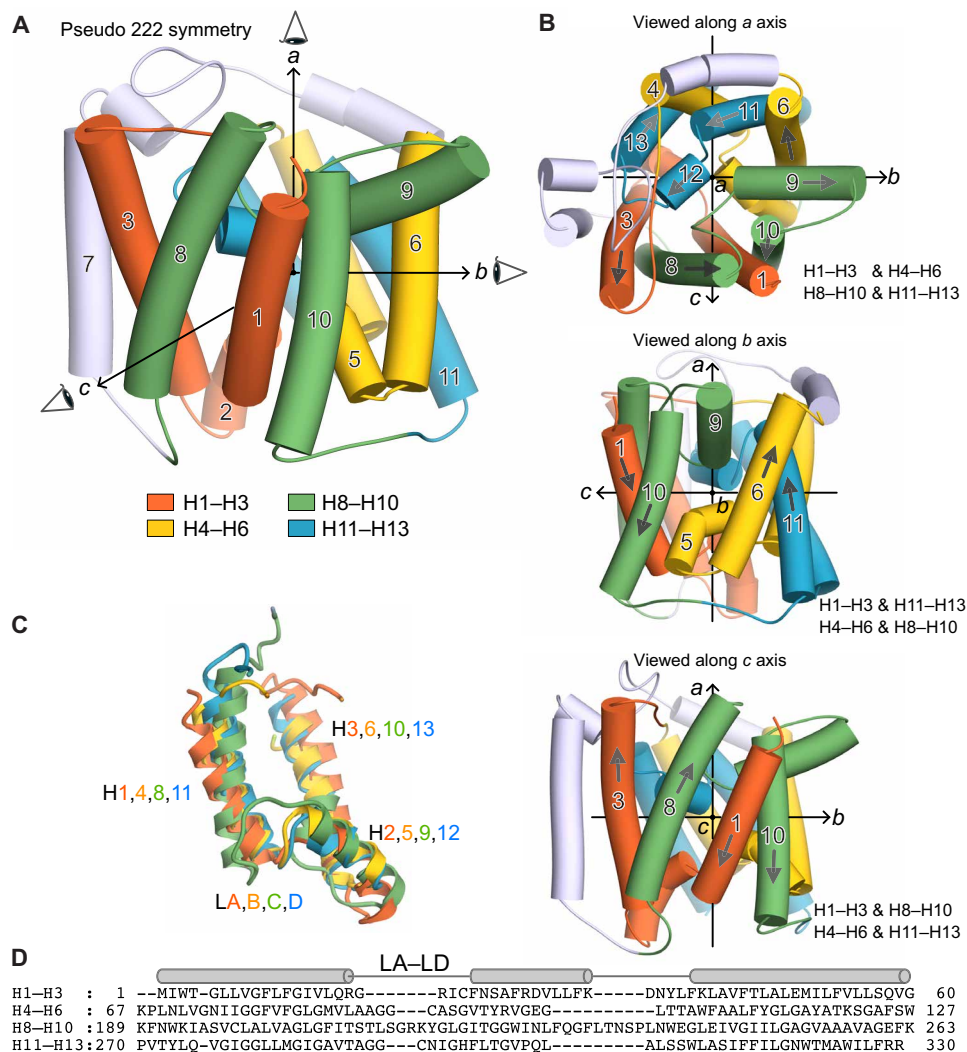 A
Pseudo 222 symmetry
a
b
c
7
3
8
1
2
10
9
6
5
11
H1–H3
H8–H10
H4–H6
H11–H13
B
Viewed along a axis
4
11
6
13
12
a
9
b
3
10
8
1
c
H1–H3 & H4–H6
H8–H10 & H11–H13
Viewed along b axis
a
9
1
c
10
6
b
5
11
H1–H3 & H11–H13
H4–H6 & H8–H10
Viewed along c axis
a
3
8
c
1
10
b
H1–H3 & H8–H10
H4–H6 & H11–H13
C
H3,6,10,13
H1,4,8,11
H2,5,9,12
LA,B,C,D
D
LA–LD
H1–H3 : 1 --MIWT-GLLVGFLFGIVLQRG-------RICFNSAFRDVLLFK-----DNYLFKLAVFTLALEMILFVLLSQVG 60
H4–H6 : 67 KPLNLVGNIIGGFVFGLGMVLAAGG----CASGVTYRVGEG---------LTTAWFAALFYGLGAYATKSGAFSW 127
H8–H10 :189 KFNWKIASVCLALVAGLGFITSTLSGRKYGLGITGGWINLFQGFLTNSPLNWEGLEIVGIILGAGVAAAVAGEFK 263
H11–H13:270 PVTYLQ-VGIGGLLMGIGAVTAGG-----CNIGHFLTGVPQL--------ALSSWLASIFFILGNWTMAWILFRR 330